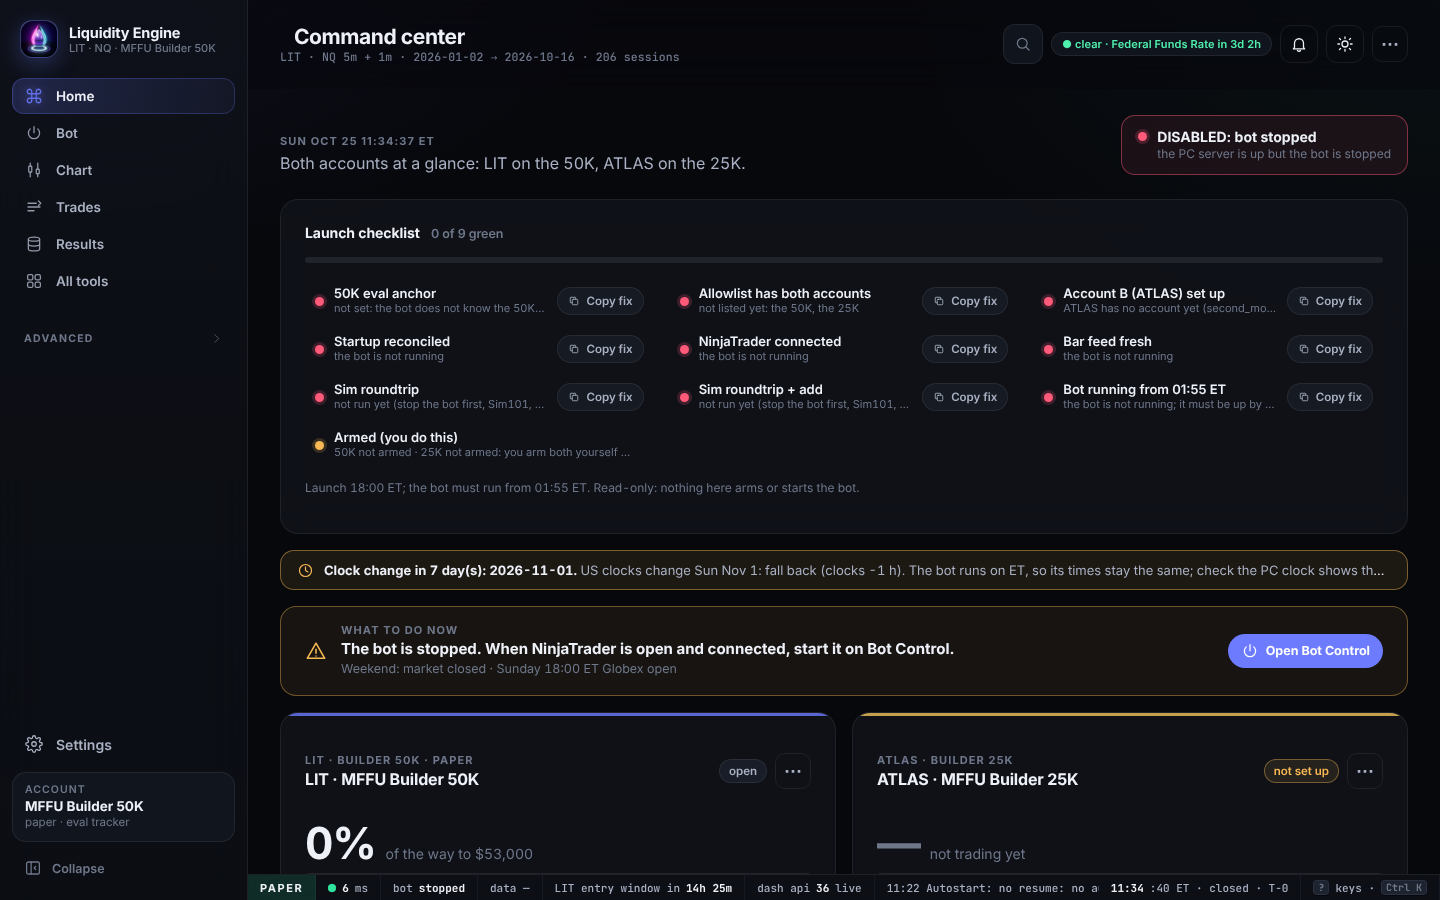 Liquidity Engine
LIT · NQ · MFFU Builder 50K
Home
Bot
Chart
Trades
Results
All tools
ADVANCED
Settings
ACCOUNT
MFFU Builder 50K
paper · eval tracker
Collapse
Command center
LIT · NQ 5m + 1m · 2026-01-02 → 2026-10-16 · 206 sessions
clear · Federal Funds Rate in 3d 2h
SUN OCT 25 11:34:37 ET
Both accounts at a glance: LIT on the 50K, ATLAS on the 25K.
DISABLED: bot stopped
the PC server is up but the bot is stopped
Launch checklist 0 of 9 green
50K eval anchor
not set: the bot does not know the 50K...
Copy fix
Allowlist has both accounts
not listed yet: the 50K, the 25K
Copy fix
Account B (ATLAS) set up
ATLAS has no account yet (second_mo...
Copy fix
Startup reconciled
the bot is not running
Copy fix
NinjaTrader connected
the bot is not running
Copy fix
Bar feed fresh
the bot is not running
Copy fix
Sim roundtrip
not run yet (stop the bot first, Sim101, ...
Copy fix
Sim roundtrip + add
not run yet (stop the bot first, Sim101, ...
Copy fix
Bot running from 01:55 ET
the bot is not running; it must be up by ...
Copy fix
Armed (you do this)
50K not armed · 25K not armed: you arm both yourself ...
Launch 18:00 ET; the bot must run from 01:55 ET. Read-only: nothing here arms or starts the bot.
Clock change in 7 day(s): 2026-11-01. US clocks change Sun Nov 1: fall back (clocks -1 h). The bot runs on ET, so its times stay the same; check the PC clock shows th...
WHAT TO DO NOW
The bot is stopped. When NinjaTrader is open and connected, start it on Bot Control.
Weekend: market closed · Sunday 18:00 ET Globex open
Open Bot Control
LIT · BUILDER 50K · PAPER
LIT · MFFU Builder 50K
open
0% of the way to $53,000
ATLAS · BUILDER 25K
ATLAS · MFFU Builder 25K
not set up
— not trading yet
PAPER
6 ms
bot stopped
data —
LIT entry window in 14h 25m
dash api 36 live
11:22 Autostart: no resume: no a
11:34:40 ET · closed · T-0
? keys · Ctrl K